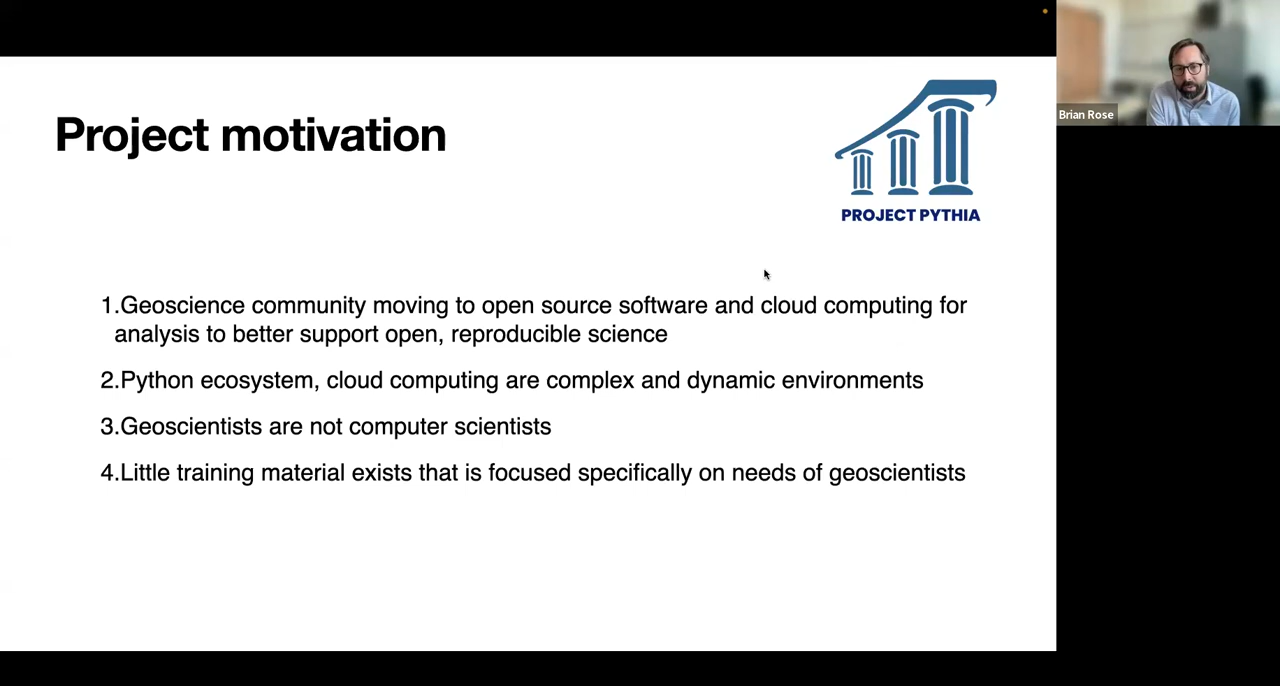 Project motivation
PROJECT PYTHIA
Brian Rose
1.Geoscience community moving to open source software and cloud computing for
analysis to better support open, reproducible science
2.Python ecosystem, cloud computing are complex and dynamic environments
3.Geoscientists are not computer scientists
4.Little training material exists that is focused specifically on needs of geoscientists